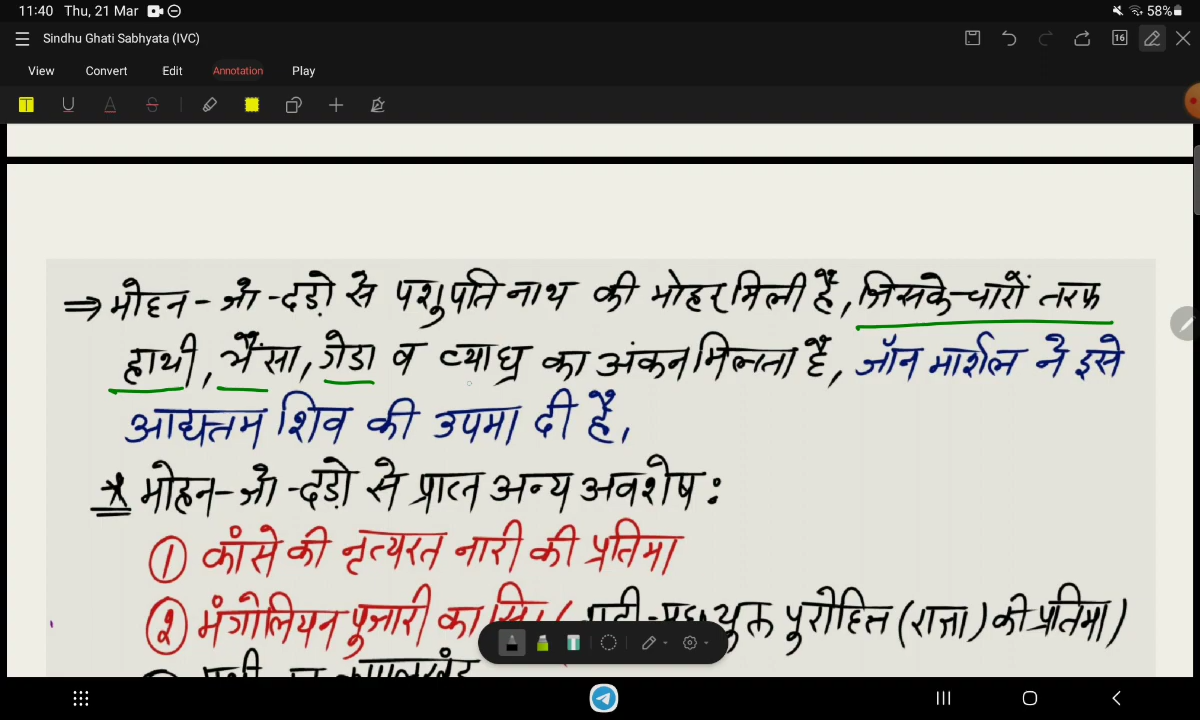 11:40 Thu, 21 Mar 58%
Sindhu Ghati Sabhyata (IVC) 16
View Convert Edit Annotation Play
⇒ मोहन-जो-दड़ो से पशुपति नाथ की मोहर मिली है, जिसके चारों तरफ
हाथी, भैंसा, गेडा व व्याघ्र का अंकन मिलता है, जॉन मार्शल ने इसे
आद्यतम शिव की उपमा दी है,
* मोहन-जो-दड़ो से प्राप्त अन्य अवशेष :
① कांसे की नृत्यरत नारी की प्रतिमा
② मंगोलियन पुजारी का पुरोहित (राजा) की प्रतिमा)